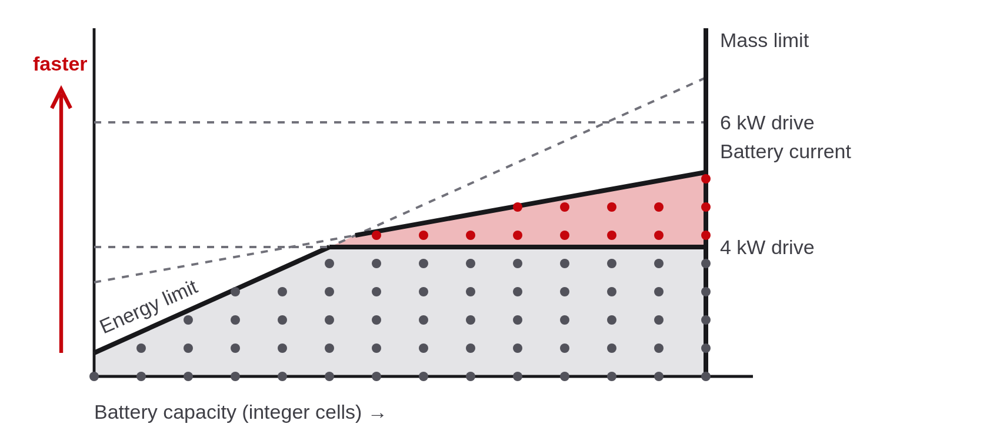 Mass limit
faster
6 kW drive
Battery current
4 kW drive
Energy limit
Battery capacity (integer cells) →